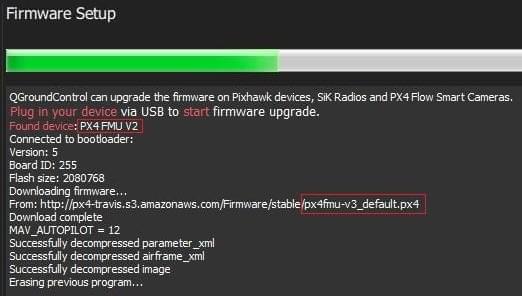 Firmware Setup
QGroundControl can upgrade the firmware on Pixhawk devices, SiK Radios and PX4 Flow Smart Cameras.
Plug in your device via USB to start firmware upgrade.
Found device: PX4 FMU V2
Connected to bootloader:
Version: 5
Board ID: 255
Flash size: 2080768
Downloading firmware...
From: http://px4-travis.s3.amazonaws.com/Firmware/stable/px4fmu-v3_default.px4
Download complete
MAV_AUTOPILOT = 12
Successfully decompressed parameter_xml
Successfully decompressed airframe_xml
Successfully decompressed image
Erasing previous program...